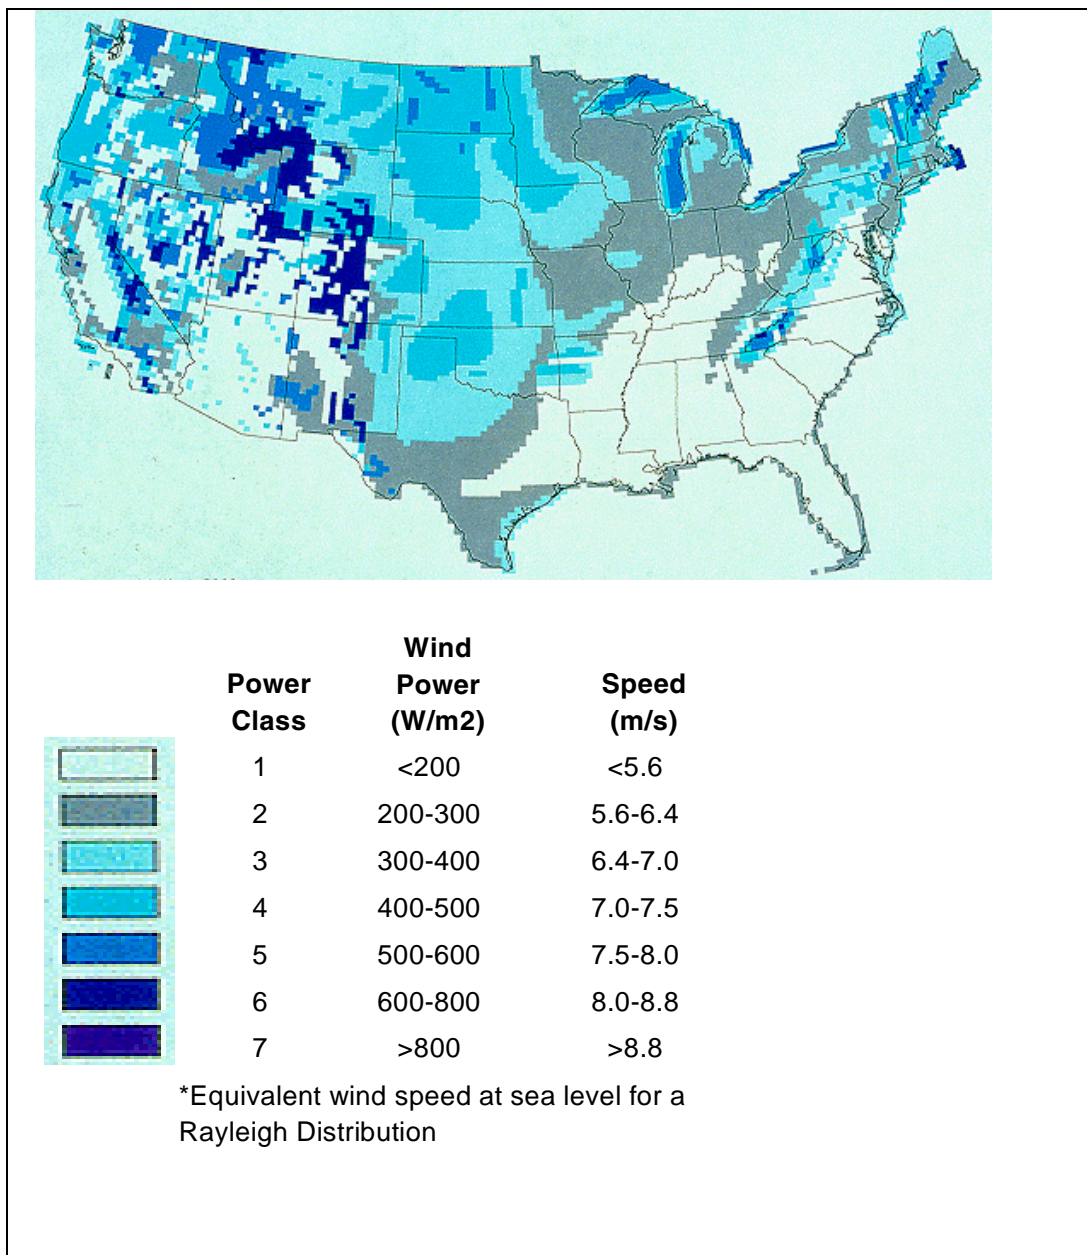 Wind
Power Power Speed
Class (W/m2) (m/s)
1 <200 <5.6
2 200-300 5.6-6.4
3 300-400 6.4-7.0
4 400-500 7.0-7.5
5 500-600 7.5-8.0
6 600-800 8.0-8.8
7 >800 >8.8
*Equivalent wind speed at sea level for a
Rayleigh Distribution